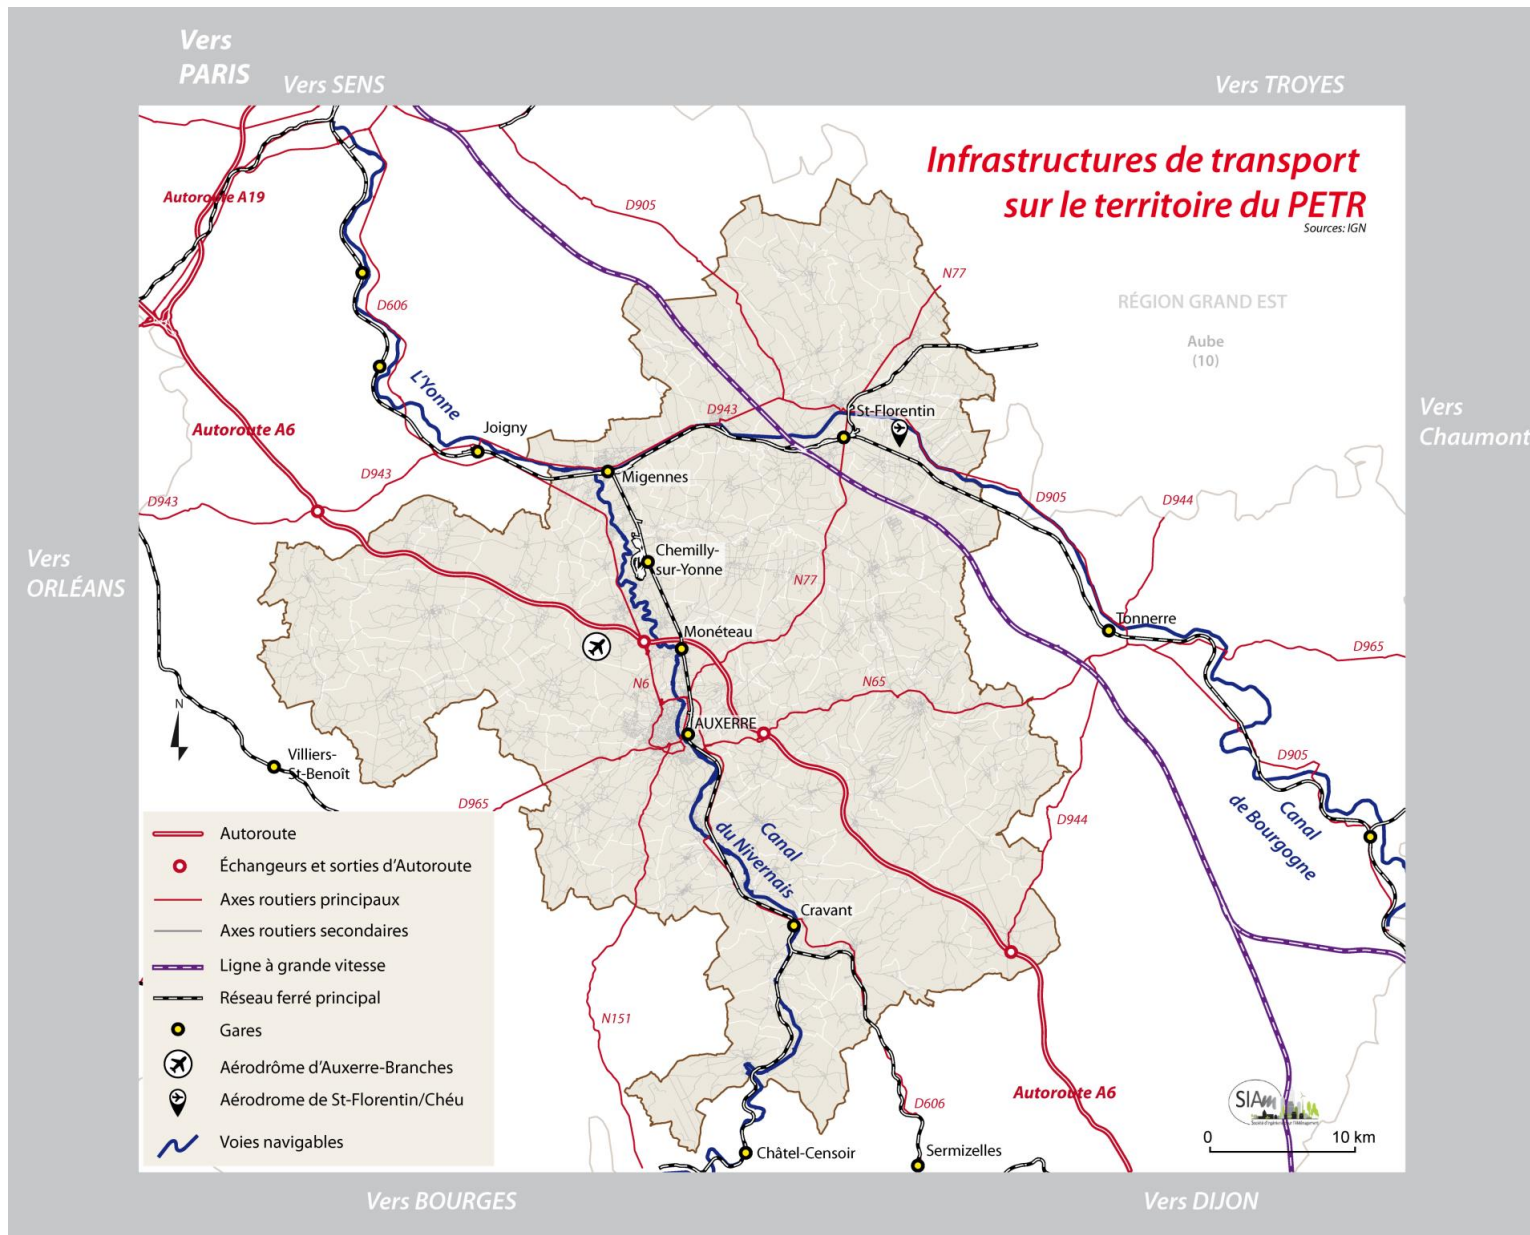 Vers
PARIS
Vers SENS
Vers TROYES
Infrastructures de transport
sur le territoire du PETR
Sources: IGN
Autoroute A19
D905
N77
D606
RÉGION GRAND EST
Aube
(10)
L'Yonne
D943
St-Florentin
Vers
Chaumont
Autoroute A6
Joigny
D943
Migennes
D943
D905
D944
Vers
ORLÉANS
Chemilly-
sur-Yonne
N77
Monéteau
Tonnerre
D965
N6
N65
N
AUXERRE
Villiers-
St-Benoît
D905
D965
Canal
du Nivernais
D944
Canal
de Bourgogne
Autoroute
Échangeurs et sorties d'Autoroute
Axes routiers principaux
Axes routiers secondaires
Ligne à grande vitesse
Réseau ferré principal
Gares
Aérodrôme d'Auxerre-Branches
Aérodrome de St-Florentin/Chéu
Voies navigables
Cravant
N151
Autoroute A6
D606
SIAm
0 10 km
Châtel-Censoir
Sermizelles
Vers BOURGES
Vers DIJON